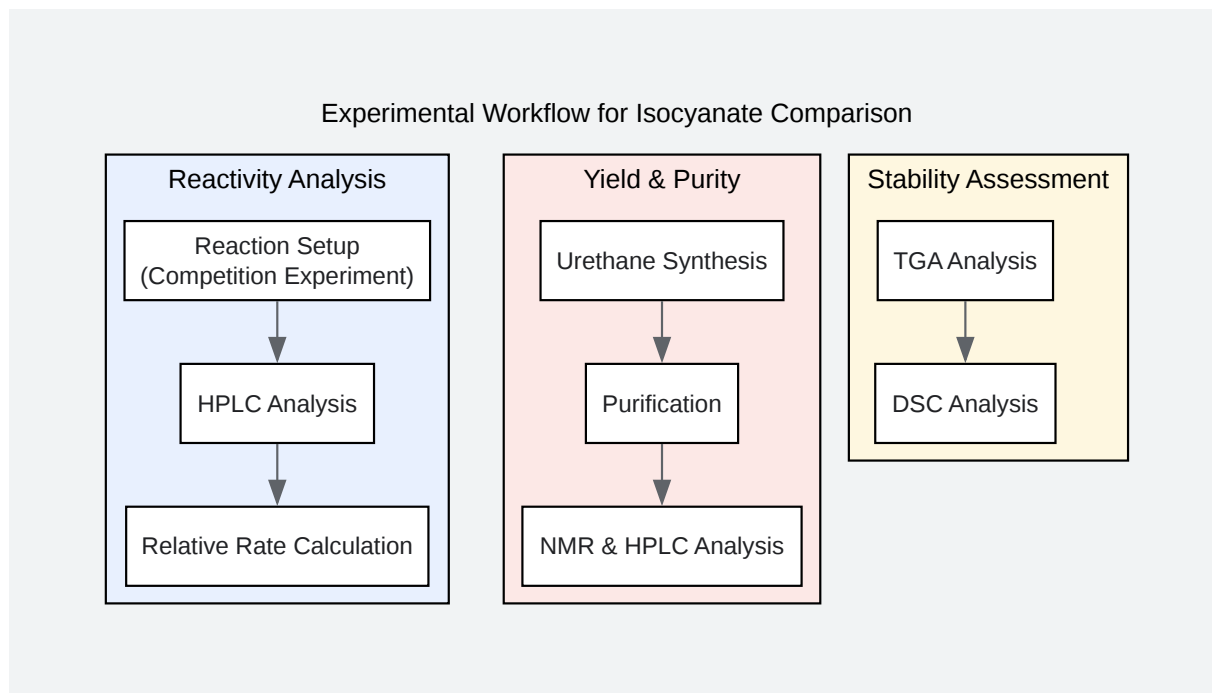 Experimental Workflow for Isocyanate Comparison
Reactivity Analysis
Reaction Setup
(Competition Experiment)
HPLC Analysis
Relative Rate Calculation
Yield & Purity
Urethane Synthesis
Purification
NMR & HPLC Analysis
Stability Assessment
TGA Analysis
DSC Analysis